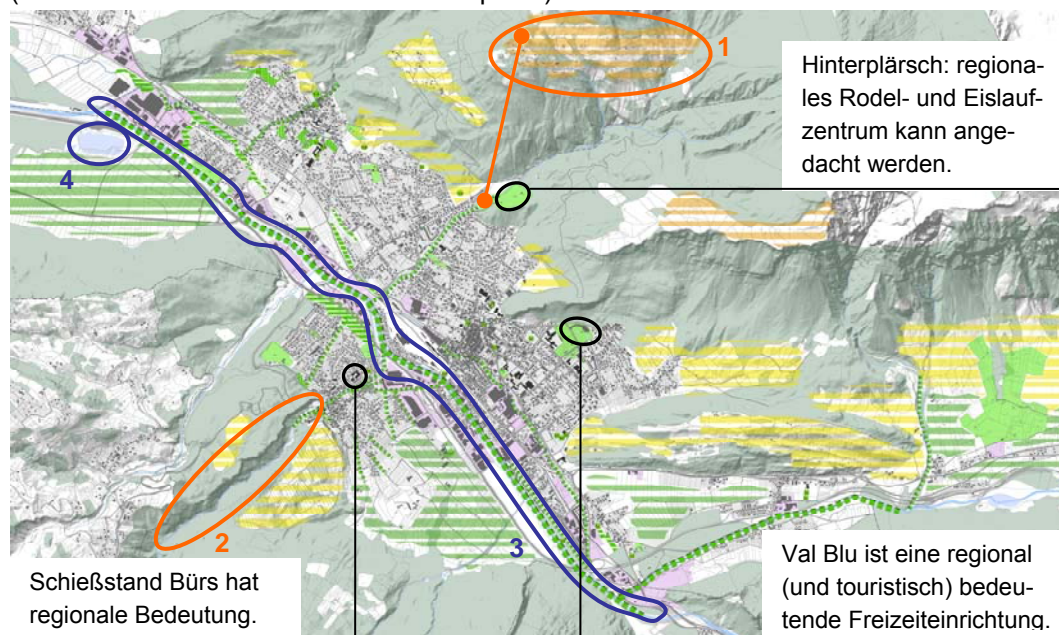 1
Hinterplärsch: regiona-
les Rodel- und Eislauf-
zentrum kann ange-
dacht werden.
4
2
3
Schießstand Bürs hat
regionale Bedeutung.
Val Blu ist eine regional
(und touristisch) bedeu-
tende Freizeiteinrichtung.